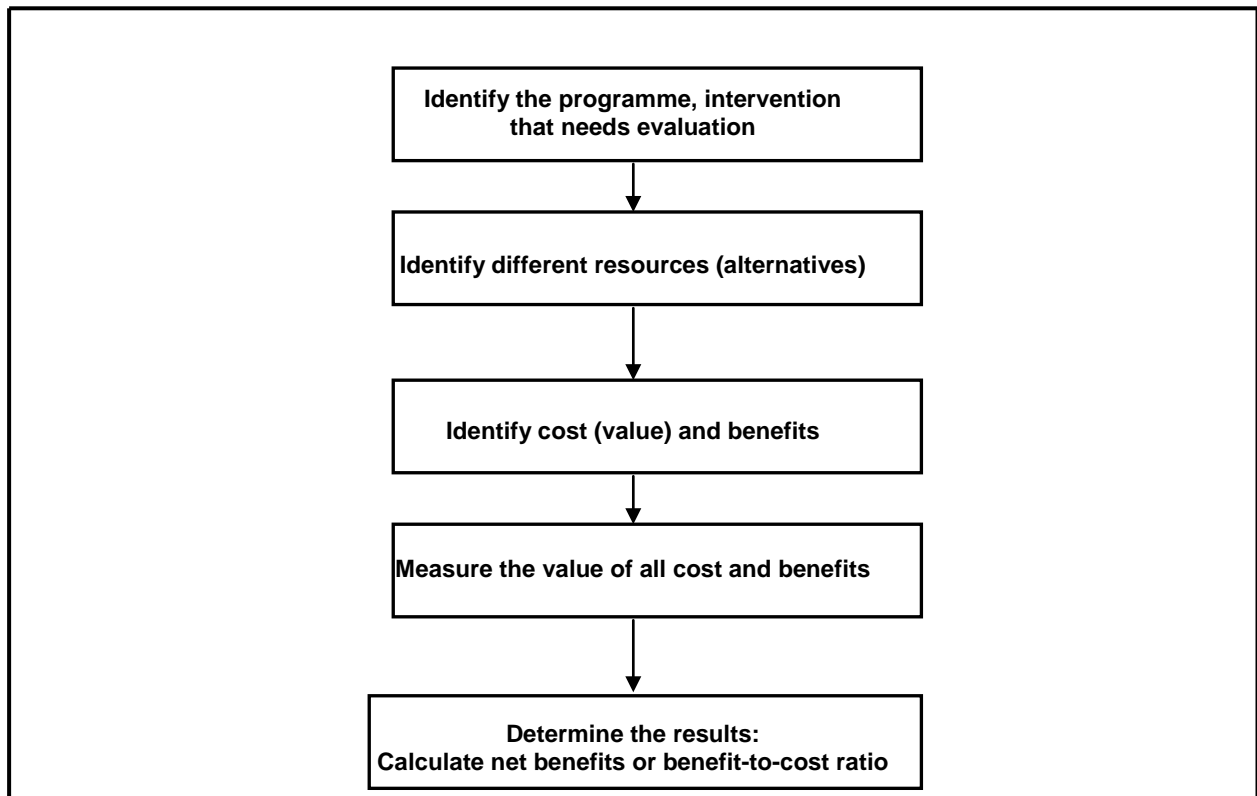 Identify the programme, intervention
that needs evaluation
Identify different resources (alternatives)
Identify cost (value) and benefits
Measure the value of all cost and benefits
Determine the results:
Calculate net benefits or benefit-to-cost ratio